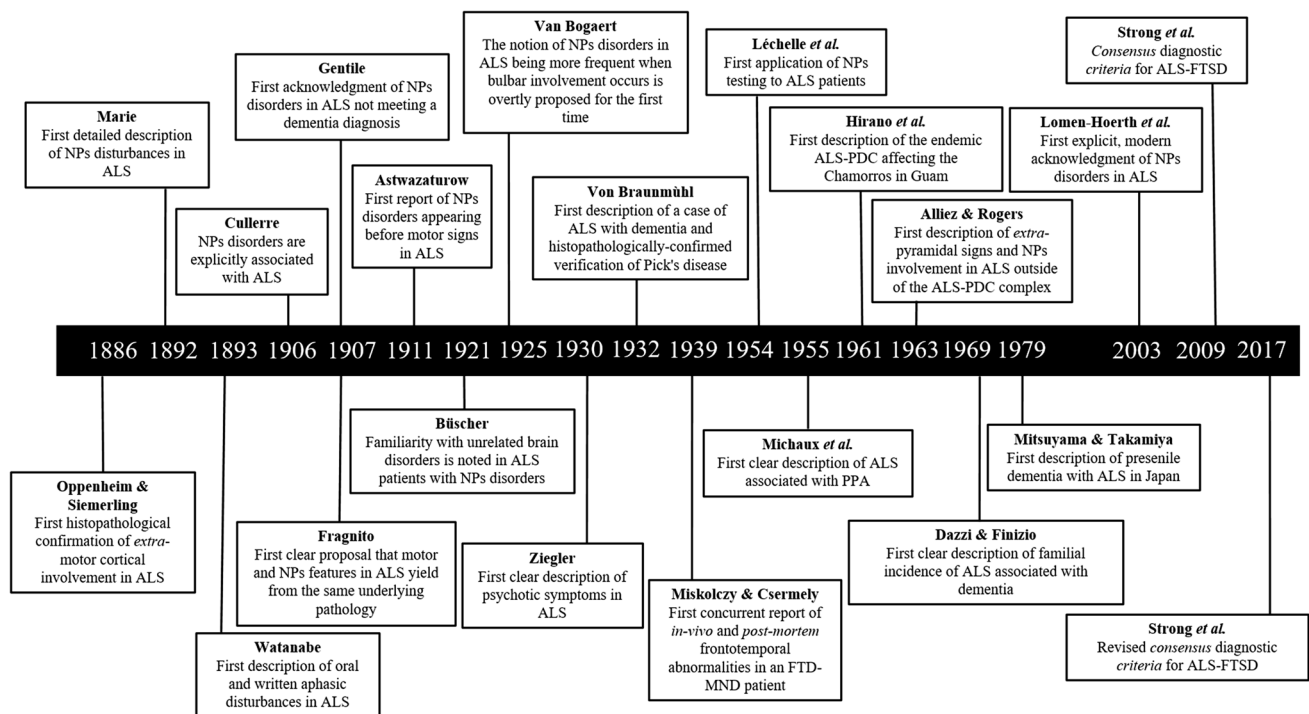 Marie
First detailed description
of NPs disturbances in
ALS
Cullerre
NPs disorders are
explicitly associated
with ALS
Gentile
First acknowledgment of NPs
disorders in ALS not meeting a
dementia diagnosis
Astwazaturow
First report of NPs
disorders appearing
before motor signs
in ALS
Van Bogaert
The notion of NPs disorders in
ALS being more frequent when
bulbar involvement occurs is
overtly proposed for the first
time
Von Braunmùhl
First description of a case of
ALS with dementia and
histopathologically-confirmed
verification of Pick's disease
Léchelle et al.
First application of NPs
testing to ALS patients
Hirano et al.
First description of the endemic
ALS-PDC affecting the
Chamorros in Guam
Alliez & Rogers
First description of extra-
pyramidal signs and NPs
involvement in ALS outside
of the ALS-PDC complex
Lomen-Hoerth et al.
First explicit, modern
acknowledgment of NPs
disorders in ALS
Strong et al.
Consensus diagnostic
criteria for ALS-FTSD
1886 1892 1893 1906 1907 1911 1921 1925 1930 1932 1939 1954 1955 1961 1963 1969 1979 2003 2009 2017
Oppenheim &
Siemerling
First histopathological
confirmation of extra-
motor cortical
involvement in ALS
Watanabe
First description of oral
and written aphasic
disturbances in ALS
Fragnito
First clear proposal that motor
and NPs features in ALS yield
from the same underlying
pathology
Büscher
Familiarity with unrelated brain
disorders is noted in ALS
patients with NPs disorders
Ziegler
First clear description of
psychotic symptoms in
ALS
Miskolczy & Csermely
First concurrent report of
in-vivo and post-mortem
frontotemporal
abnormalities in an FTD-
MND patient
Michaux et al.
First clear description of ALS
associated with PPA
Dazzi & Finizio
First clear description of familial
incidence of ALS associated with
dementia
Mitsuyama & Takamiya
First description of presenile
dementia with ALS in Japan
Strong et al.
Revised consensus diagnostic
criteria for ALS-FTSD